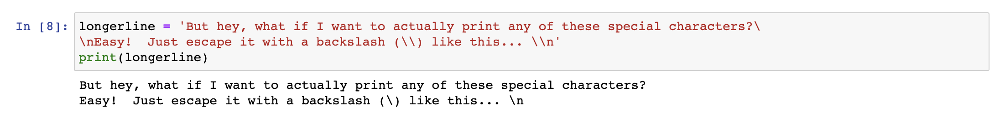 In [8]: longerline = 'But hey, what if I want to actually print any of these special characters?\
\nEasy!  Just escape it with a backslash (\\) like this... \\n'
print(longerline)
But hey, what if I want to actually print any of these special characters?
Easy!  Just escape it with a backslash (\) like this... \n